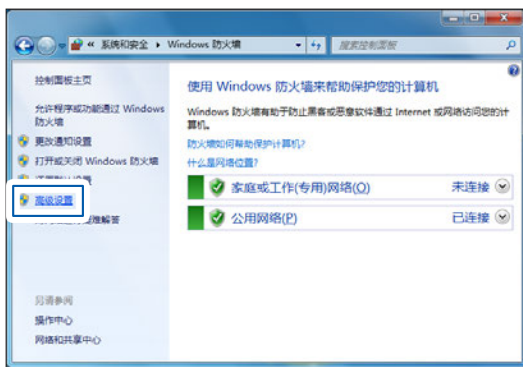 « 系统和安全 ▸ Windows 防火墙
搜索控制面板
控制面板主页
允许程序或功能通过 Windows
防火墙
更改通知设置
打开或关闭 Windows 防火墙
高级设置
使用 Windows 防火墙来帮助保护您的计算机
Windows 防火墙有助于防止黑客或恶意软件通过 Internet 或网络访问您的计
算机。
防火墙如何帮助保护计算机?
什么是网络位置?
家庭或工作(专用)网络(O) 未连接
公用网络(P) 已连接
另请参阅
操作中心
网络和共享中心